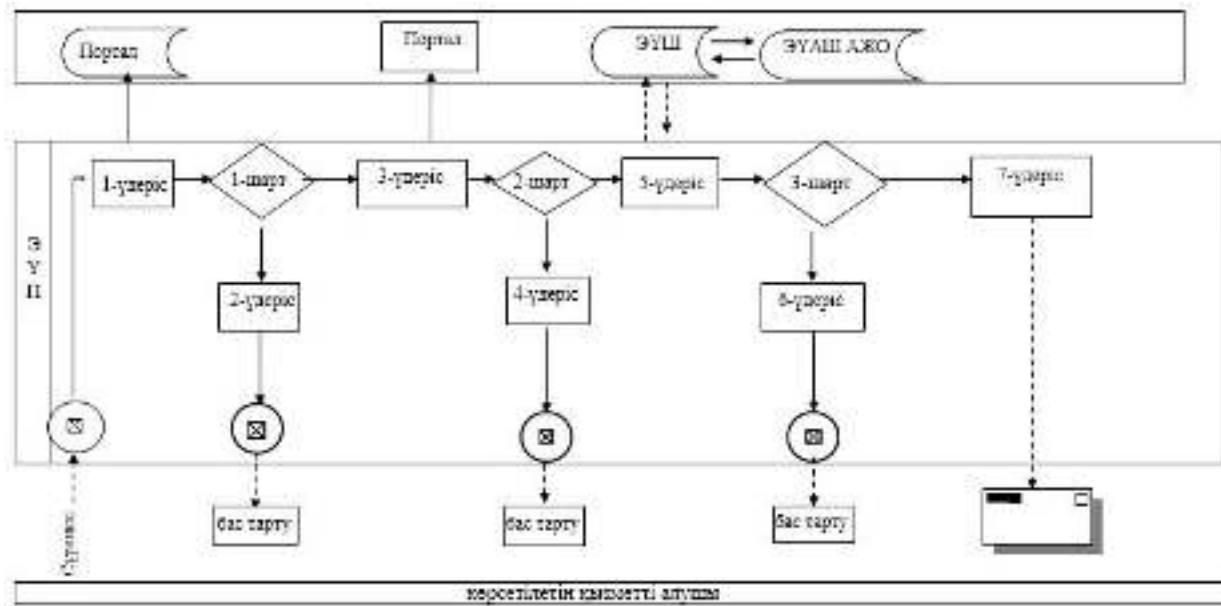 Портал
Портал
ЭҮШ
ЭҮАШ АЖО
1-үдеріс
1-шарт
3-үдеріс
2-шарт
5-үдеріс
3-шарт
7-үдеріс
Э
Ү
П
2-үдеріс
4-үдеріс
6-үдеріс
бас тарту
бас тарту
бас тарту
көрсетілетін қызметті алушы